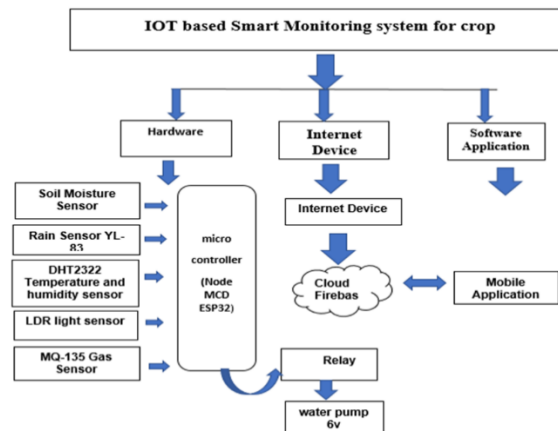 IOT based Smart Monitoring system for crop
Hardware
Internet
Device
Software
Application
Soil Moisture
Sensor
Rain Sensor YL-
83
DHT2322
Temperature and
humidity sensor
LDR light sensor
MQ-135 Gas
Sensor
micro
controller
(Node
MCD
ESP32)
Internet Device
Cloud
Firebas
Mobile
Application
Relay
water pump
6v